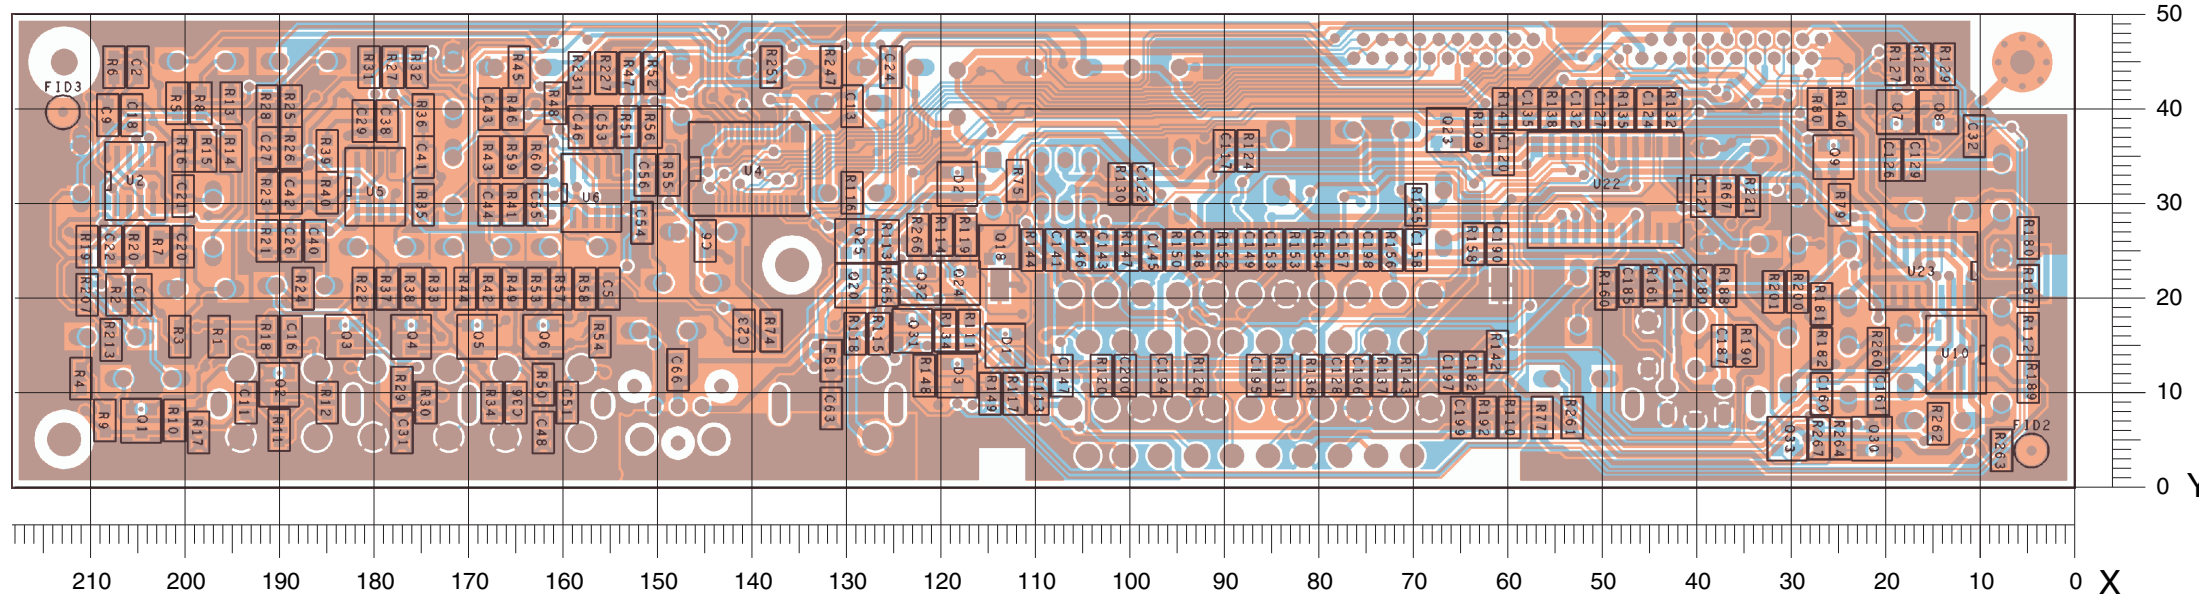 50
R6 C2 R31 R27 R32 R45 R231 R227 R47 R52 R251 R247 C24 R127 R128 R129
FID3
R5 R8 R13 R28 R25 C43 R46 R48 C13 R141 C135 R138 C132 C127 R135 C124 R132 R80 R140
40
C9 C18 C29 C38 R36 C46 C53 R51 R56 Q23 R109 Q7 Q8 C32
R16 R15 R14 C27 R26 R39 C41 R43 R59 R60 C117 R124 C120 Q9 C126 C129
U2 C21 R23 C42 R40 U5 R35 C44 R41 C55 U6 C56 R55 U4 R116 D2 R75 R130 C122 R155 U22 C121 R67 R221 R79
30
R19 C22 R20 R7 C20 R21 C26 C40 C54 Q25 R113 R266 R114 R119 Q18 R144 C141 R146 C143 R147 C145 R150 C148 R152 C149 R153 R154 C151 C198 R156 C158 R158 C190 R180
R207 R2 C1 R24 R22 R37 R38 R33 R44 R42 R49 R53 R57 R58 C5 Q20 R265 Q32 Q24 R160 C185 R161 C111 C180 R188 R201 R200 R181 U23 R187
20
R213 R3 R1 R18 C16 Q3 Q4 Q5 Q6 R54 C23 R74 R118 R115 Q31 R134 R111 D1 R142 C187 R190 R182 R260 U10 R112
R4 C66 FB1 R148 D3 C147 R120 C200 C194 R126 C195 R131 R136 C128 C196 R137 R143 C197 C192
C11 Q2 R12 R29 R30 R34 C36 R50 C51 C63 R149 R117 C113 C160 C161 R189
10
R9 Q1 R10 R17 R11 C31 C48 C199 R192 R110 R77 R261 Q33 R267 R264 Q30 R262 FID2
R263
0 Y
210 200 190 180 170 160 150 140 130 120 110 100 90 80 70 60 50 40 30 20 10 0 X